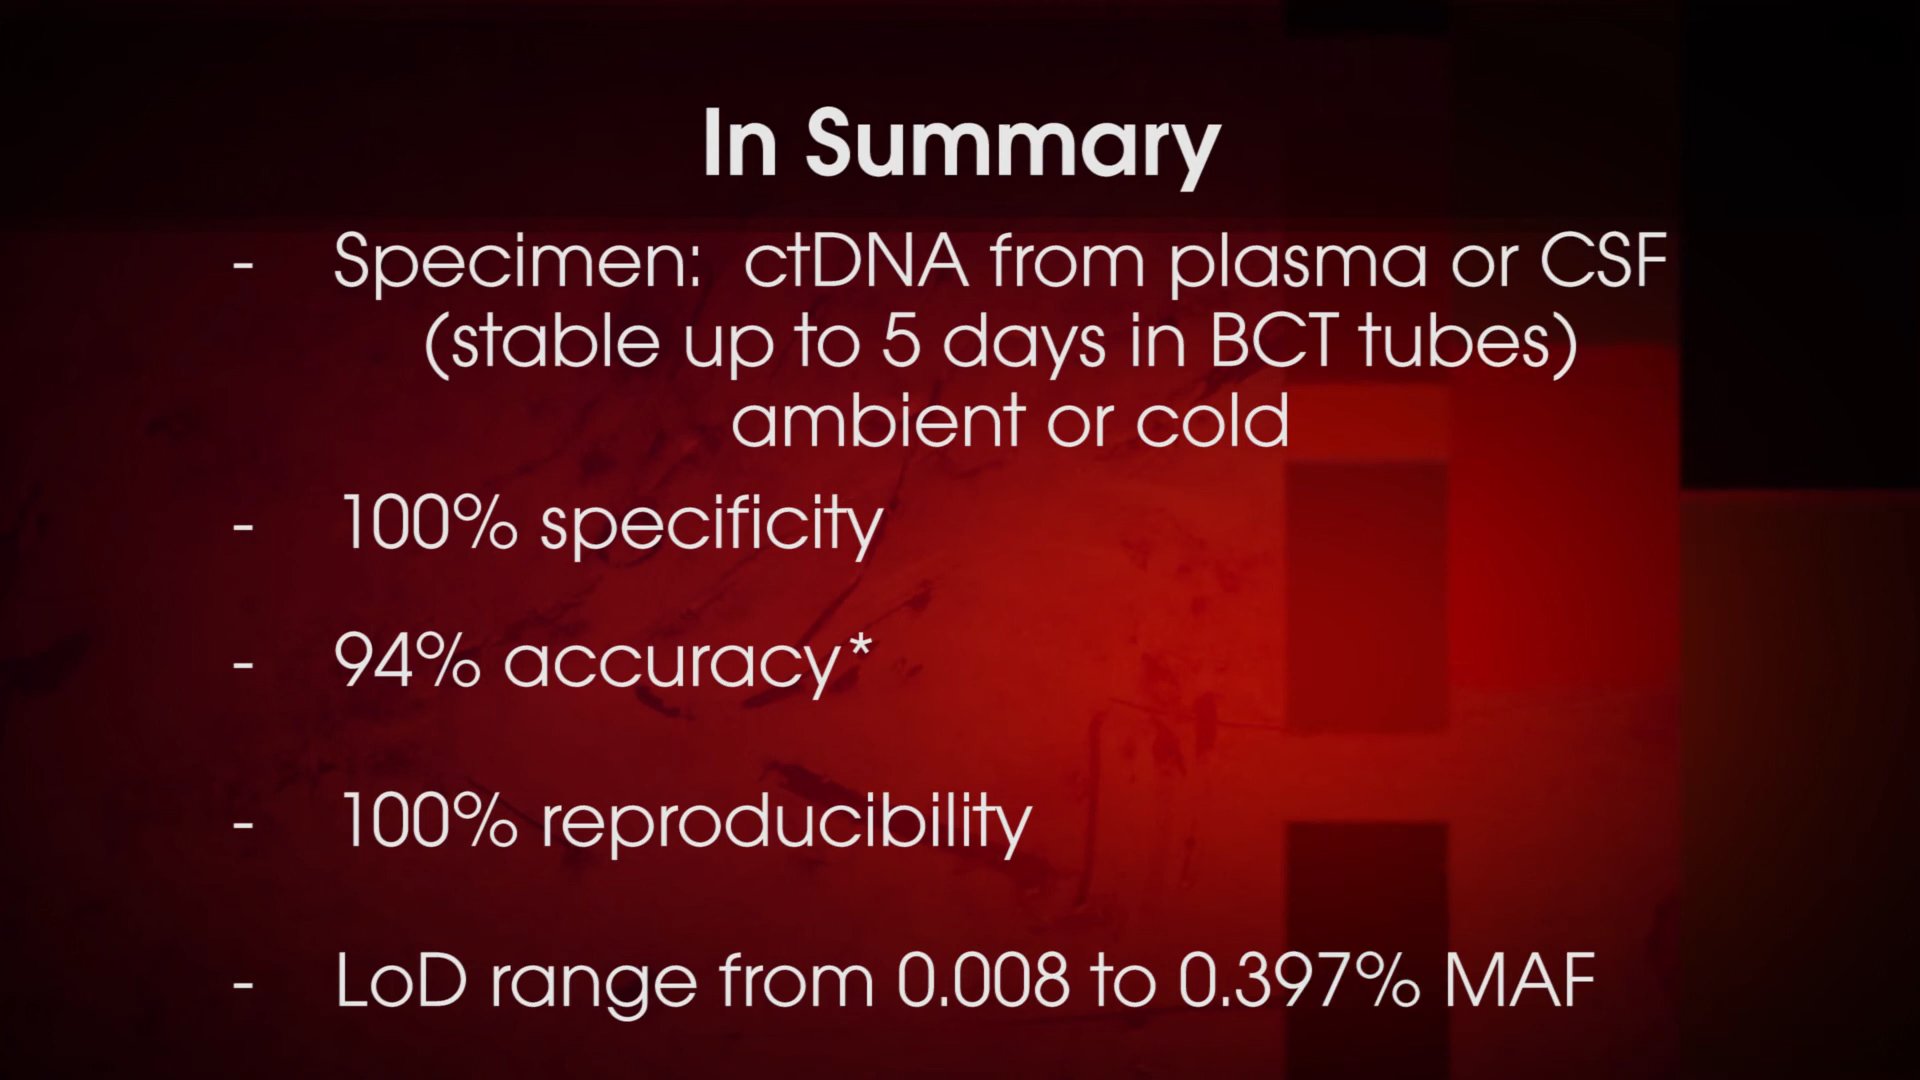 In Summary
- Specimen: ctDNA from plasma or CSF
(stable up to 5 days in BCT tubes)
ambient or cold
- 100% specificity
- 94% accuracy*
- 100% reproducibility
- LoD range from 0.008 to 0.397% MAF